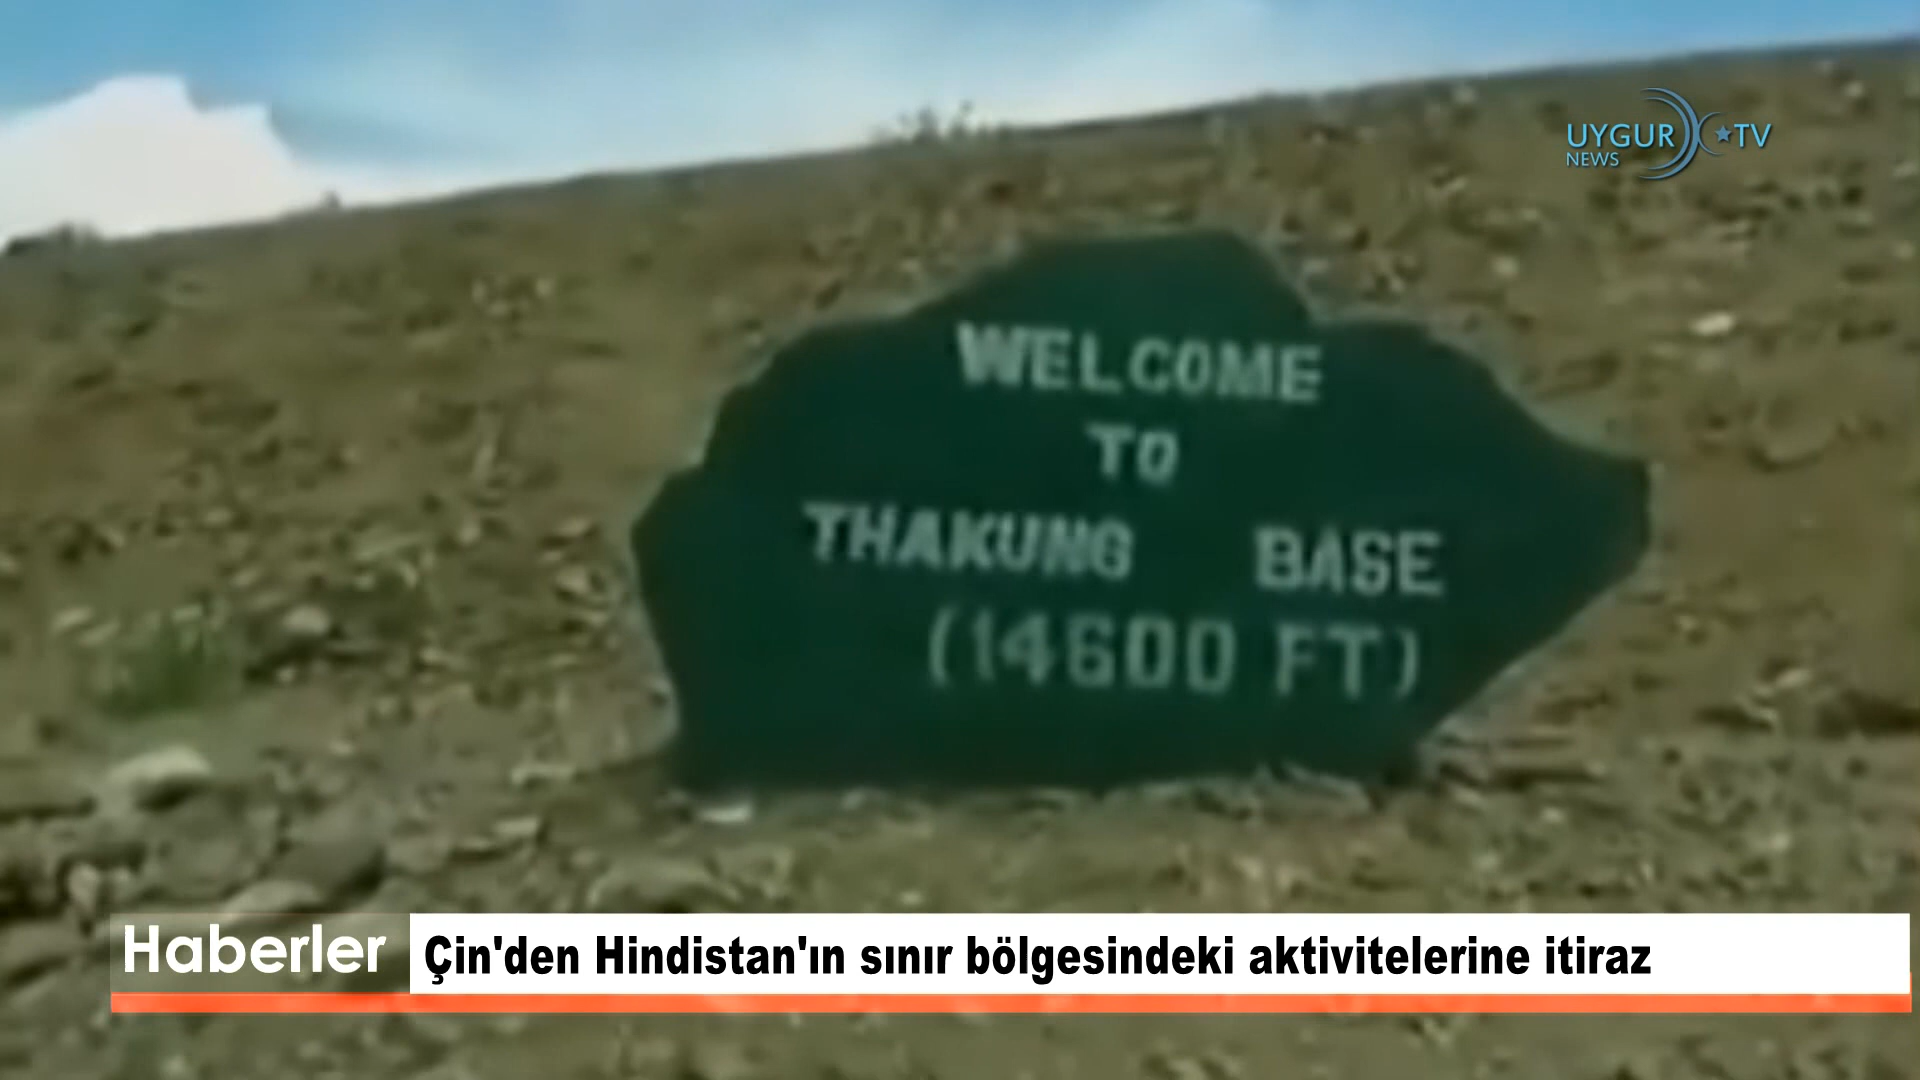 UYGUR TV
NEWS
WELCOME
TO
THAKUNG BASE
(14600 FT)
Haberler
Çin'den Hindistan'ın sınır bölgesindeki aktivitelerine itiraz